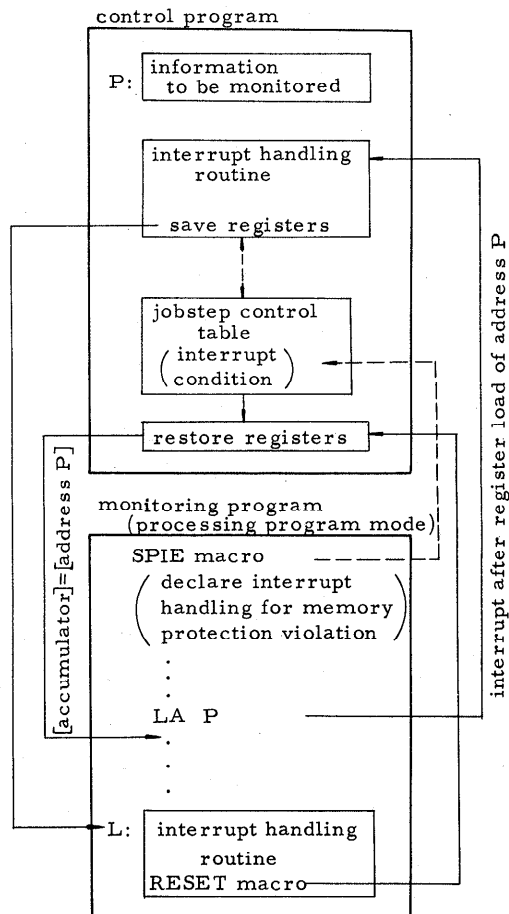 control program
P: information
to be monitored
interrupt handling
routine
save registers
jobstep control
table
( interrupt
condition )
restore registers
monitoring program
(processing program mode)
SPIE macro
( declare interrupt
handling for memory
protection violation )
LA P
L: interrupt handling
routine
RESET macro
[accumulator]=[address P]
interrupt after register load of address P